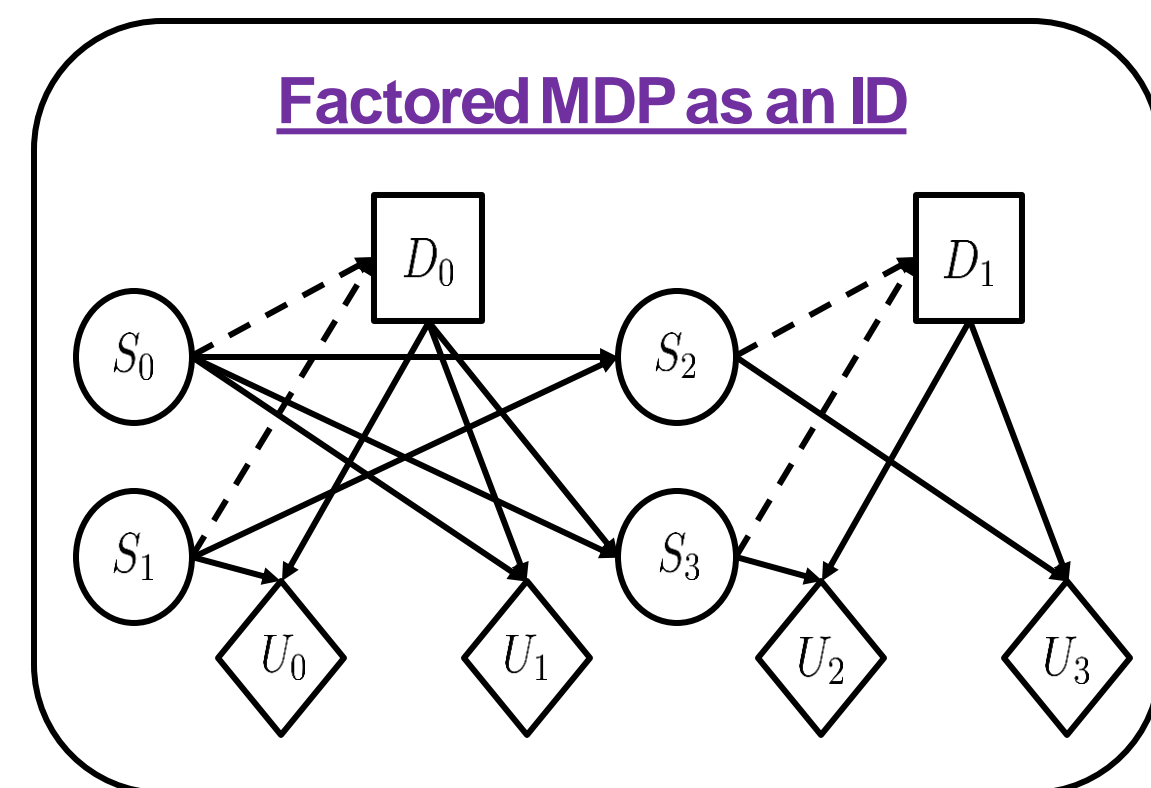 Factored MDP as an ID
D₀ D₁
S₀ S₂
S₁ S₃
U₀ U₁ U₂ U₃